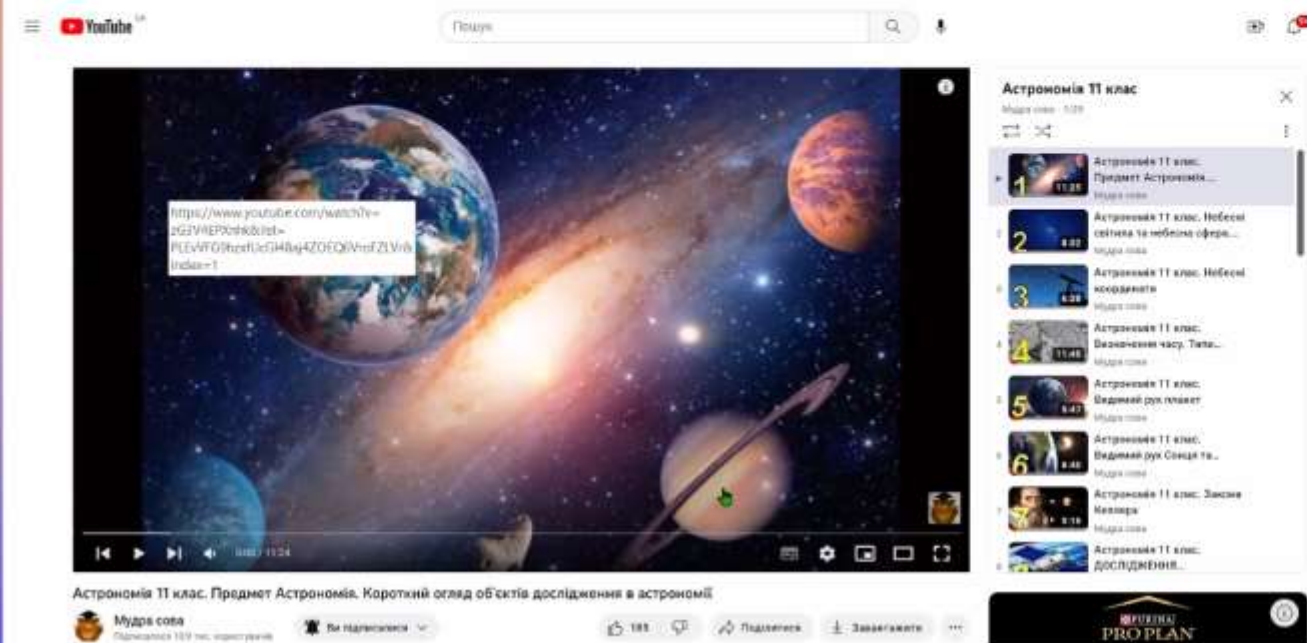 YouTube
UA
Пошук
https://www.youtube.com/watch?v=
index=1
0:00 / 11:24
Астрономія 11 клас. Предмет Астрономія. Короткий огляд об'єктів дослідження в астрономії
Мудра сова
Ви підписалися
185
Поділитися
Завантажити
Астрономія 11 клас
Мудра сова
1
11:25
Астрономія 11 клас.
Предмет Астрономія....
Мудра сова
2
Астрономія 11 клас. Небесні
світила та небесна сфера....
Мудра сова
3
Астрономія 11 клас. Небесні
координати
Мудра сова
4
Астрономія 11 клас.
Визначення часу. Типи...
Мудра сова
5
Астрономія 11 клас.
Видимий рух планет
Мудра сова
6
Астрономія 11 клас.
Видимий рух Сонця та...
Мудра сова
7
Астрономія 11 клас. Закони
Кеплера
Мудра сова
Астрономія 11 клас.
ДОСЛІДЖЕННЯ...
PURINA
PRO PLAN